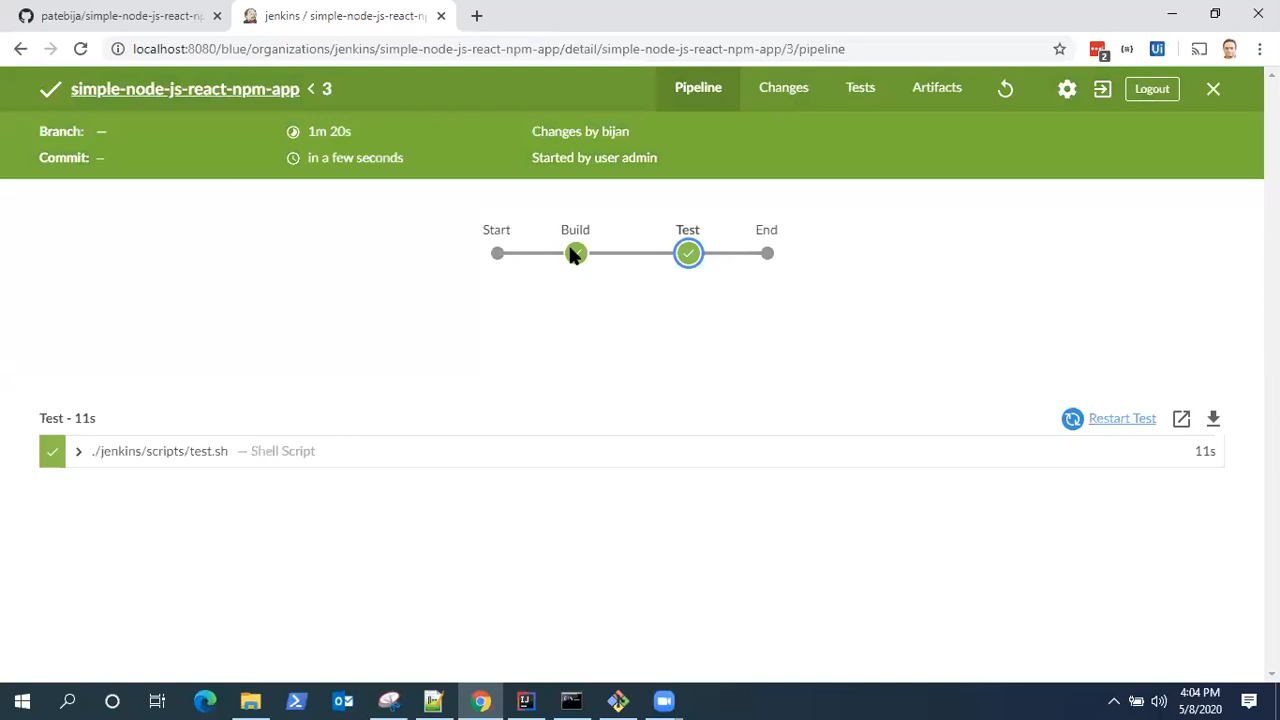 patebija/simple-node-js-react-np
jenkins / simple-node-js-react-np
localhost:8080/blue/organizations/jenkins/simple-node-js-react-npm-app/detail/simple-node-js-react-npm-app/3/pipeline
2
Ui
simple-node-js-react-npm-app < 3
Pipeline
Changes
Tests
Artifacts
Logout
Branch: —
1m 20s
Changes by bijan
Commit: –
in a few seconds
Started by user admin
Start
Build
Test
End
Test - 11s
Restart Test
./jenkins/scripts/test.sh — Shell Script
11s
4:04 PM
5/8/2020